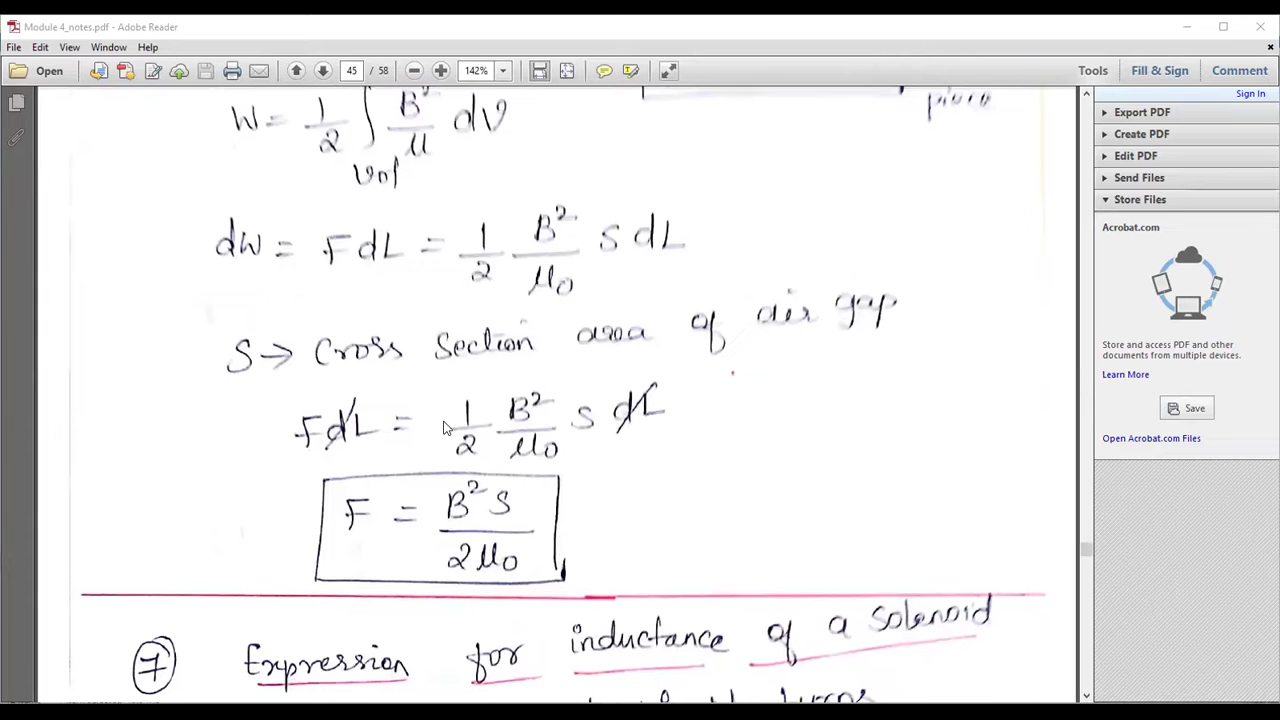 Module 4_notes.pdf - Adobe Reader
File Edit View Window Help
Open 45 / 58 142% Tools Fill & Sign Comment
Sign In
Export PDF
Create PDF
Edit PDF
Send Files
Store Files
Acrobat.com
Store and access PDF and other
documents from multiple devices.
Learn More
Save
Open Acrobat.com Files
W = 1/2 ∫vol B²/μ dv
dW = FdL = 1/2 B²/μ0 S dL
S → Cross Section area of air gap
FdL = 1/2 B²/μ0 S dL
F = B²S/2μ0
7 Expression for inductance of a solenoid
turns